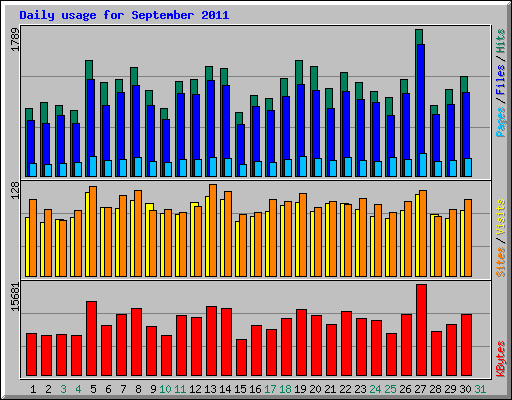 Daily usage for September 2011
1789
Pages / Files / Hits
128
Sites / Visits
15681
KBytes
1 2 3 4 5 6 7 8 9 10 11 12 13 14 15 16 17 18 19 20 21 22 23 24 25 26 27 28 29 30 31